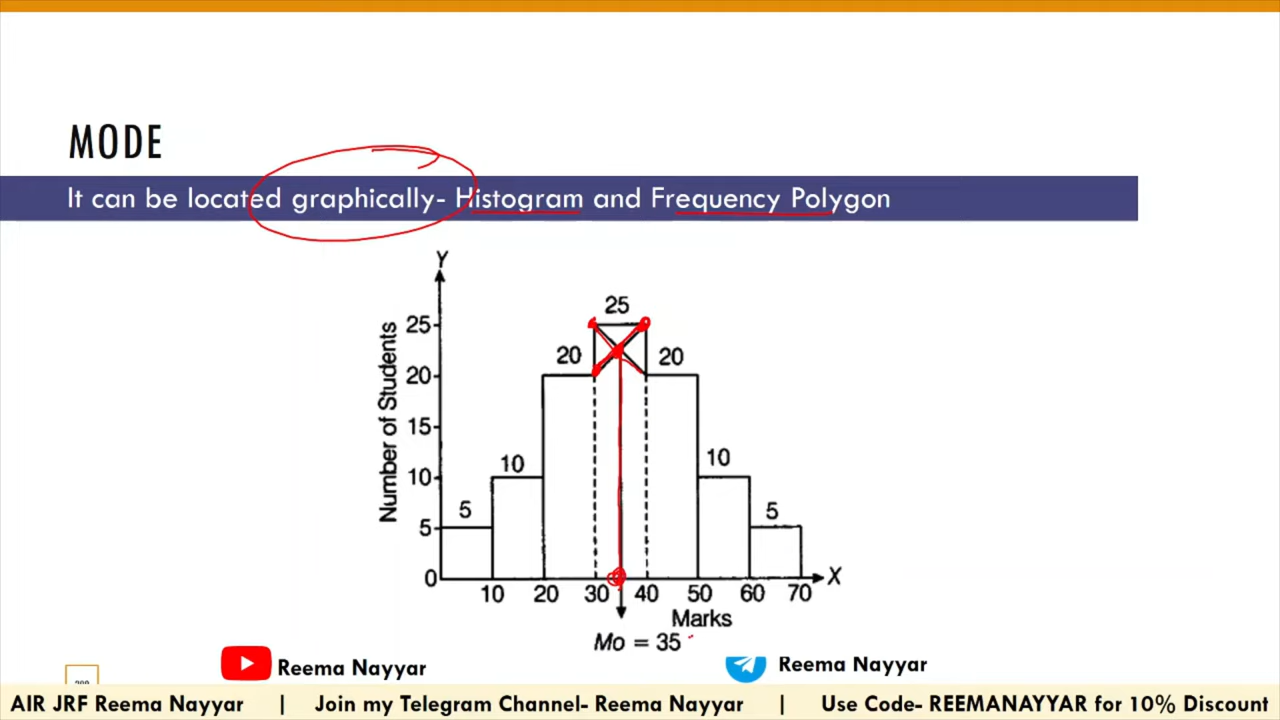 MODE
It can be located graphically- Histogram and Frequency Polygon
Y
25
25
20
20
20
15
10
10
10
5
5
5
0
Number of Students
10 20 30 40 50 60 70 X
Marks
Mo = 35
Reema Nayyar
Reema Nayyar
AIR JRF Reema Nayyar | Join my Telegram Channel- Reema Nayyar | Use Code- REEMANAYYAR for 10% Discount